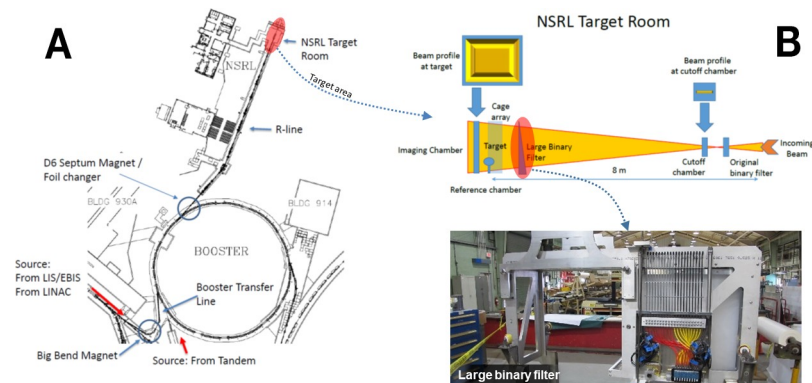 A
NSRL Target
Room
NSRL
Target area
R-line
D6 Septum Magnet /
Foil changer
BLDG 930A
BLDG 914
BOOSTER
Source:
From LIS/EBIS
From LINAC
Booster Transfer
Line
Big Bend Magnet
Source: From Tandem
NSRL Target Room
B
Beam profile
at target
Beam profile
at cutoff chamber
Cage
array
Imaging Chamber
Target
Large Binary
Filter
Incoming
Beam
Cutoff
chamber
Original
binary filter
8 m
Reference chamber
Large binary filter